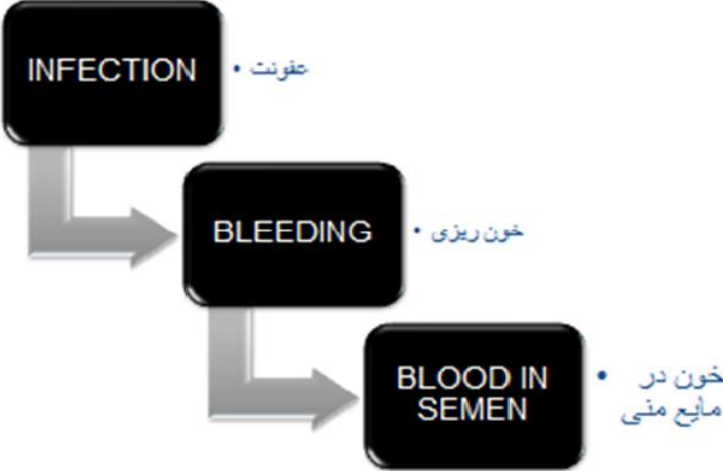 INFECTION
• عفونت
BLEEDING
• خون ریزی
BLOOD IN
SEMEN
• خون در
مایع منی